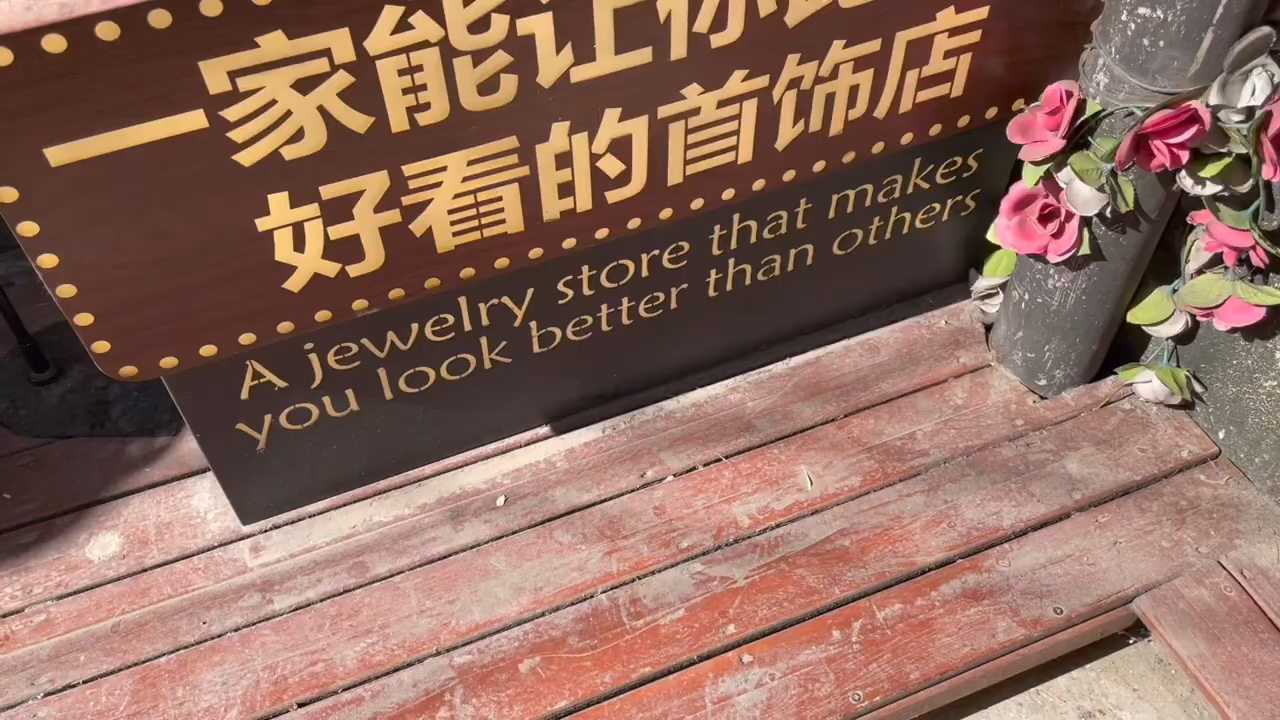 一家能让你
好看的首饰店
A jewelry store that makes
you look better than others